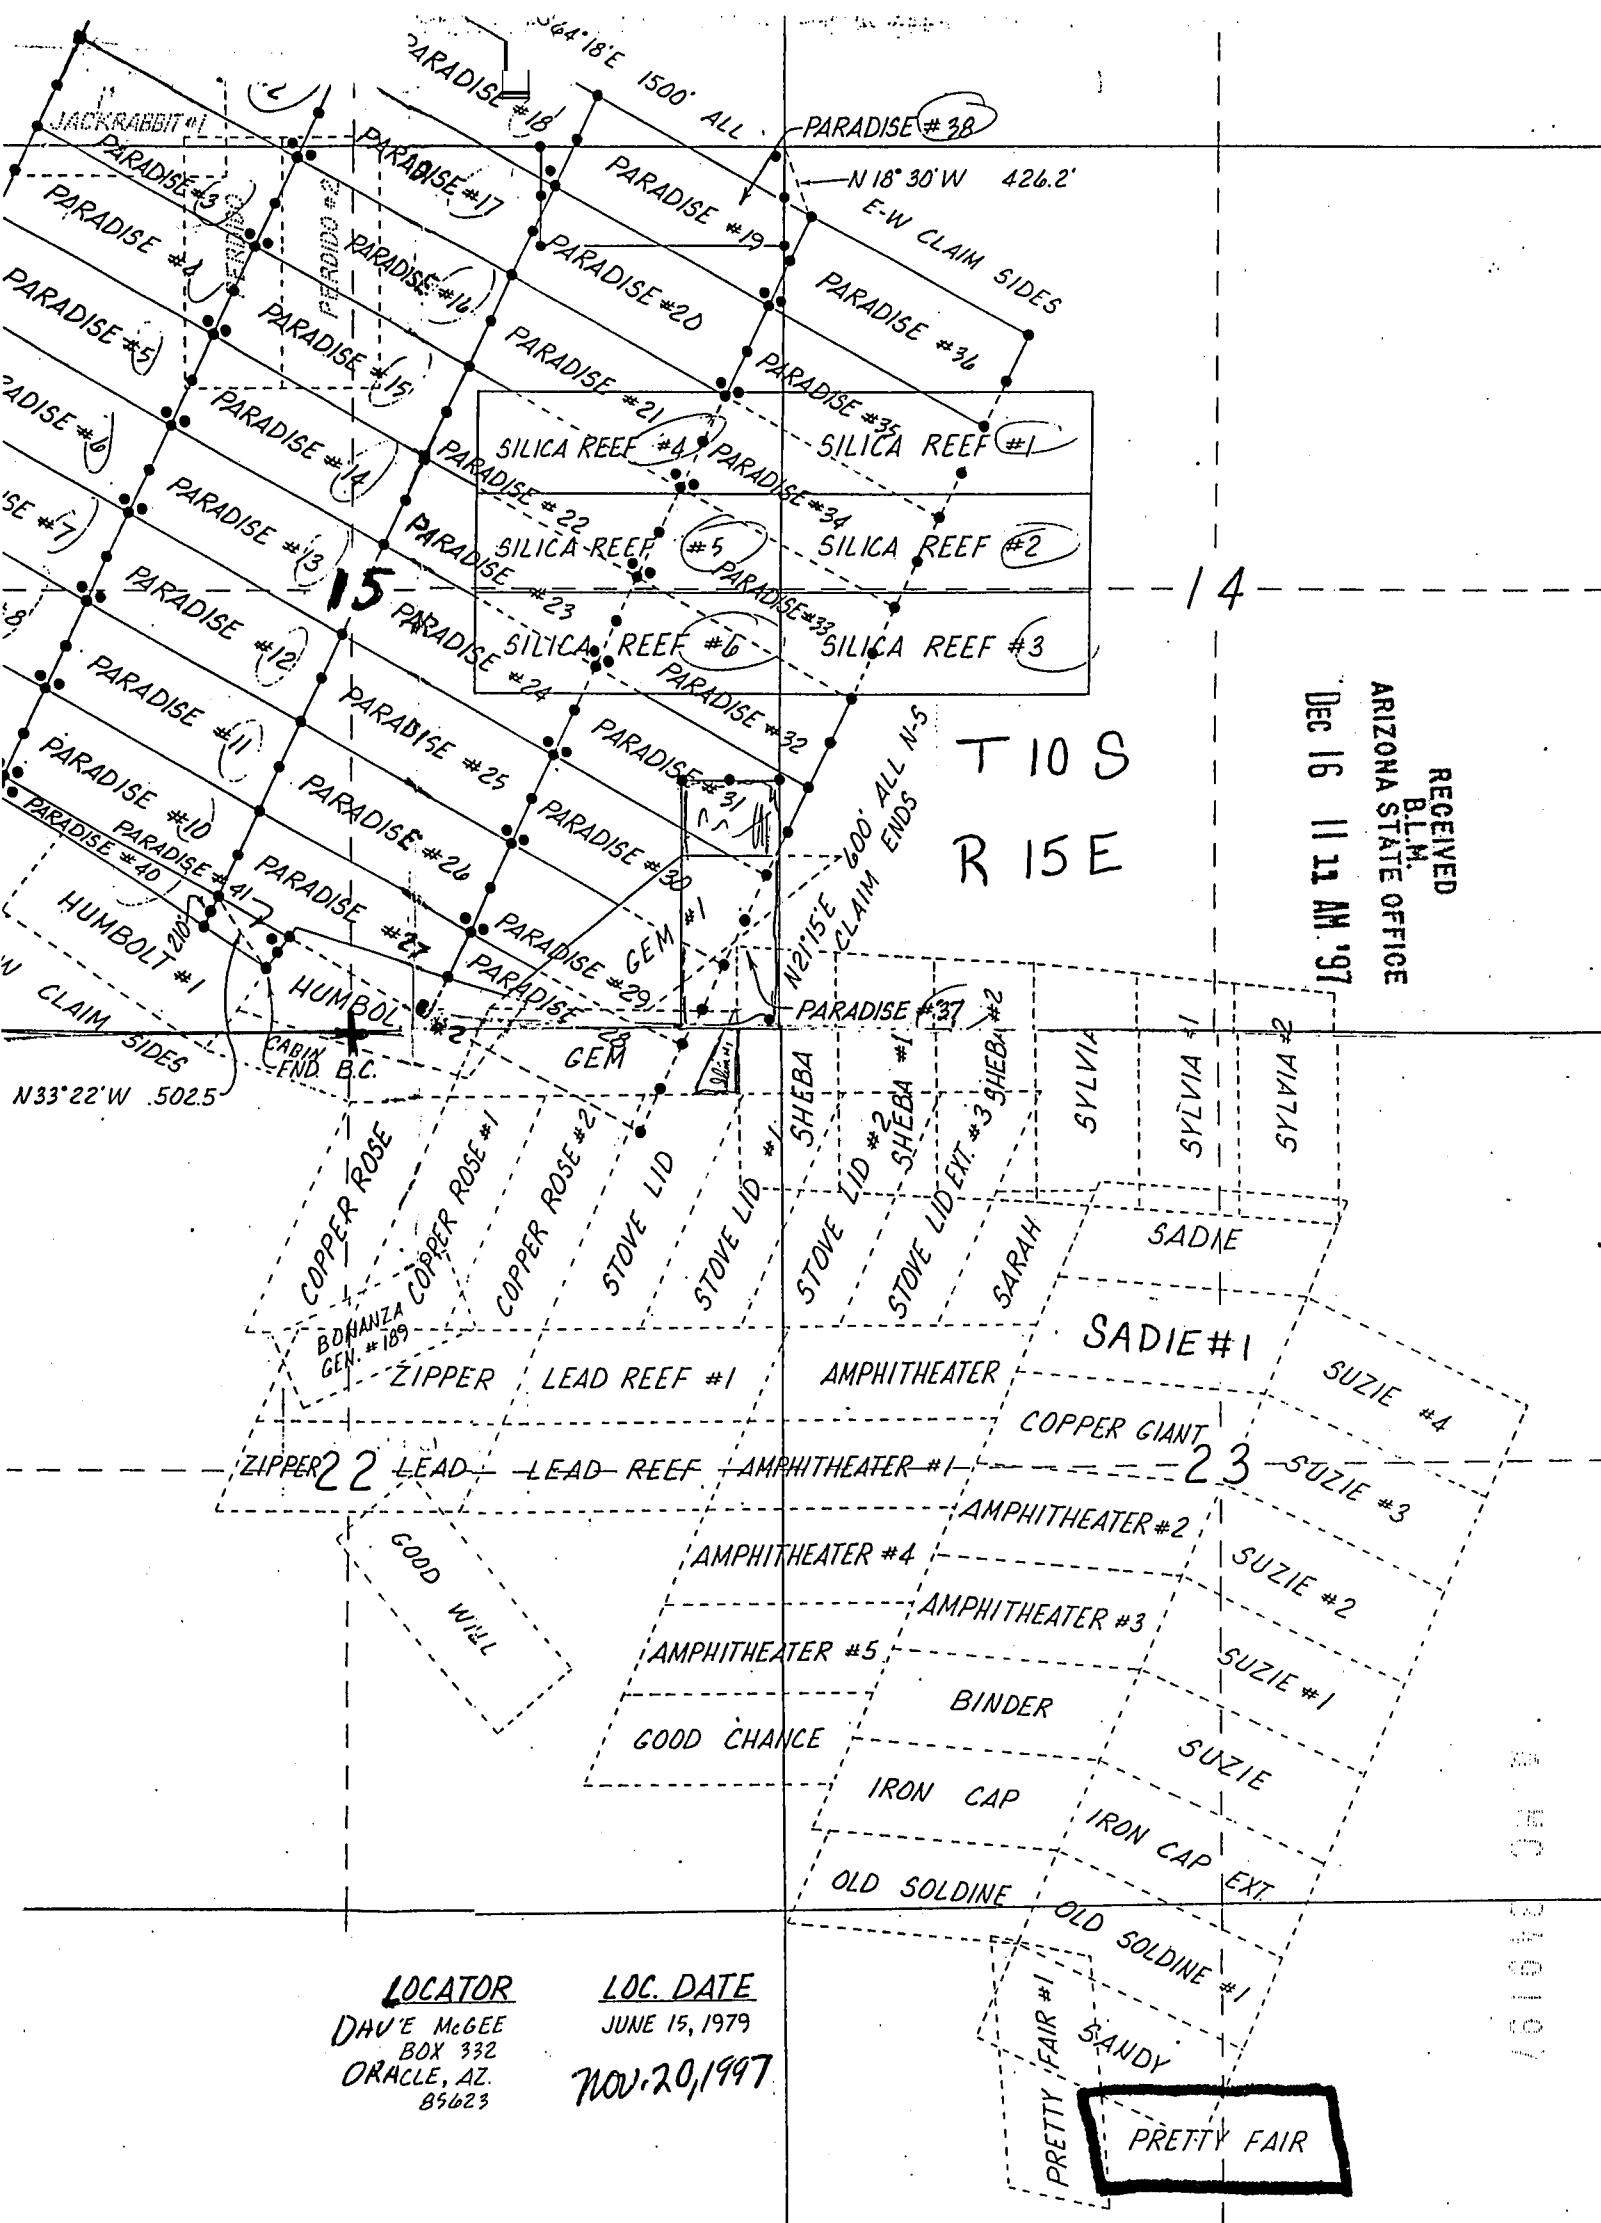 64°18'E 1500' ALL
E-W CLAIM SIDES
PARADISE #38
N 18° 30' W 426.2'
JACKRABBIT #1
PARADISE #18
PARADISE #17
PARADISE #19
PARADISE #3
PERDIDO
PERDIDO #2
PARADISE #16
PARADISE #20
PARADISE #36
PARADISE #4
PARADISE #15
PARADISE #21
PARADISE #35
PARADISE #5
PARADISE #14
SILICA REEF #4
SILICA REEF #1
PARADISE #22
PARADISE #34
ADISE #6
PARADISE #13
SILICA REEF #5
SILICA REEF #2
SE #7
15
PARADISE #23
PARADISE #33
14
8
PARADISE #12
PARADISE #24
SILICA REEF #6
SILICA REEF #3
PARADISE #11
PARADISE #25
PARADISE #32
PARADISE #31
T 10 S
R 15 E
RECEIVED
B.L.M.
ARIZONA STATE OFFICE
DEC 16 11 11 AM '97
PARADISE #10
PARADISE #26
PARADISE #30
N21°15'E 600' ALL N-S
CLAIM ENDS
PARADISE #40
PARADISE #41
PARADISE #27
PARADISE #29
GEM #1
HUMBOLT #1
210'
HUMBOL #2
PARADISE 28
PARADISE #37
CLAIM SIDES
CABIN
END. B.C.
GEM
N33°22'W 502.5
SHEBA
SHEBA #1
SHEBA #2
SYLVIA
SYLVIA #1
SYLVIA #2
COPPER ROSE
COPPER ROSE #1
COPPER ROSE #2
STOVE LID
STOVE LID #1
STOVE LID #2
STOVE LID EXT. #3
SARAH
SADIE
BONANZA
GEN. #189
SADIE #1
ZIPPER
LEAD REEF #1
AMPHITHEATER
SUZIE #4
COPPER GIANT
ZIPPER
22
LEAD
LEAD REEF
AMPHITHEATER #1
23
SUZIE #3
GOOD WILL
AMPHITHEATER #2
AMPHITHEATER #4
SUZIE #2
AMPHITHEATER #3
AMPHITHEATER #5
SUZIE #1
BINDER
GOOD CHANCE
SUZIE
IRON CAP
IRON CAP EXT.
OLD SOLDINE
OLD SOLDINE #1
LOCATOR
DAVE McGEE
BOX 332
ORACLE, AZ.
85623
LOC. DATE
JUNE 15, 1979
NOV. 20, 1997
PRETTY FAIR #1
SANDY
PRETTY FAIR